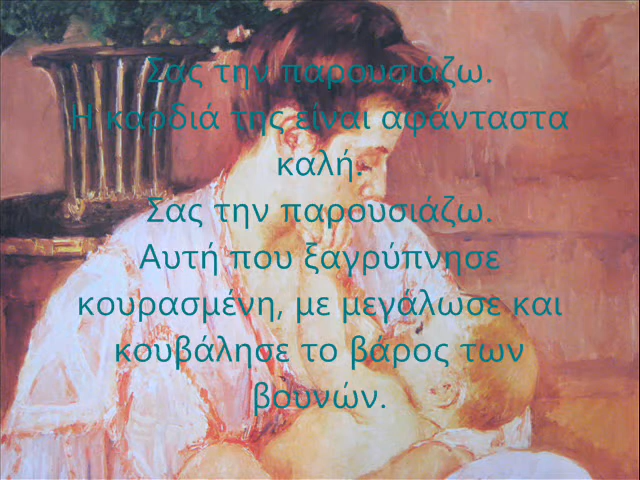 Σας την παρουσιάζω.
Η καρδιά της είναι αφάνταστα
καλή.
Σας την παρουσιάζω.
Αυτή που ξαγρύπνησε
κουρασμένη, με μεγάλωσε και
κουβάλησε το βάρος των
βουνών.